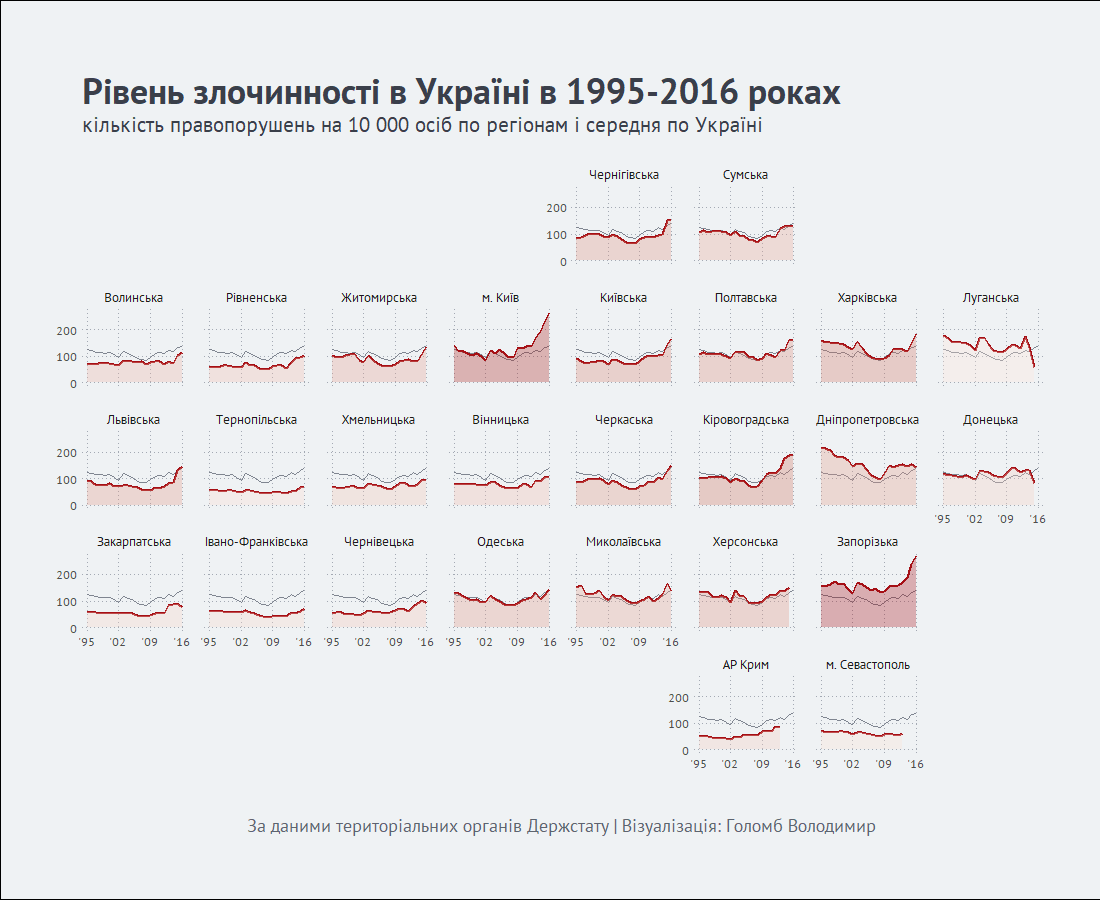 Рівень злочинності в Україні в 1995-2016 роках
кількість правопорушень на 10 000 осіб по регіонам і середня по Україні
Чернігівська Сумська
200
100
0
Волинська Рівненська Житомирська м. Київ Київська Полтавська Харківська Луганська
200
100
0
Львівська Тернопільська Хмельницька Вінницька Черкаська Кіровоградська Дніпропетровська Донецька
200
100
0
'95 '02 '09 '16
Закарпатська Івано-Франківська Чернівецька Одеська Миколаївська Херсонська Запорізька
200
100
0
'95 '02 '09 '16 '95 '02 '09 '16 '95 '02 '09 '16 '95 '02 '09 '16 '95 '02 '09 '16
АР Крим м. Севастополь
200
100
0
'95 '02 '09 '16 '95 '02 '09 '16
За даними територіальних органів Держстату | Візуалізація: Голомб Володимир